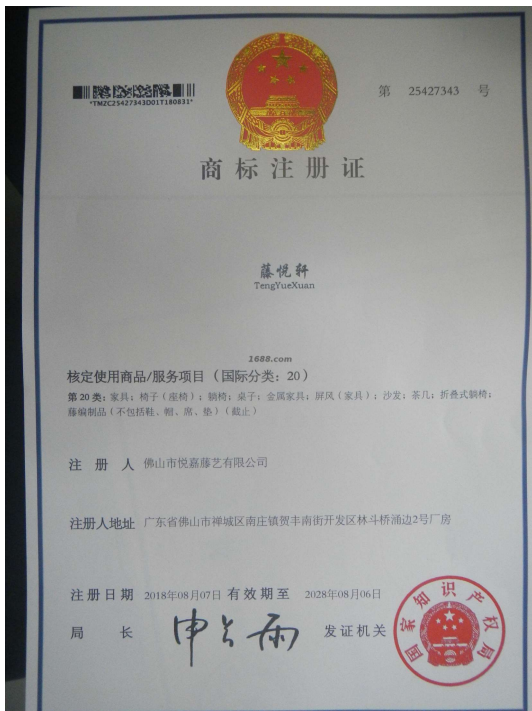 *TMZC25427343D01T180831*
第 25427343 号
商标注册证
藤悦轩
TengYueXuan
1688.com
核定使用商品/服务项目（国际分类：20）
第20类：家具；椅子（座椅）；躺椅；桌子；金属家具；屏风（家具）；沙发；茶几；折叠式躺椅；
藤编制品（不包括鞋、帽、席、垫）（截止）
注册人 佛山市悦嘉藤艺有限公司
注册人地址 广东省佛山市禅城区南庄镇贺丰南街开发区林斗桥涌边2号厂房
注册日期 2018年08月07日 有效期至 2028年08月06日
局长 申长雨 发证机关
国家知识产权局